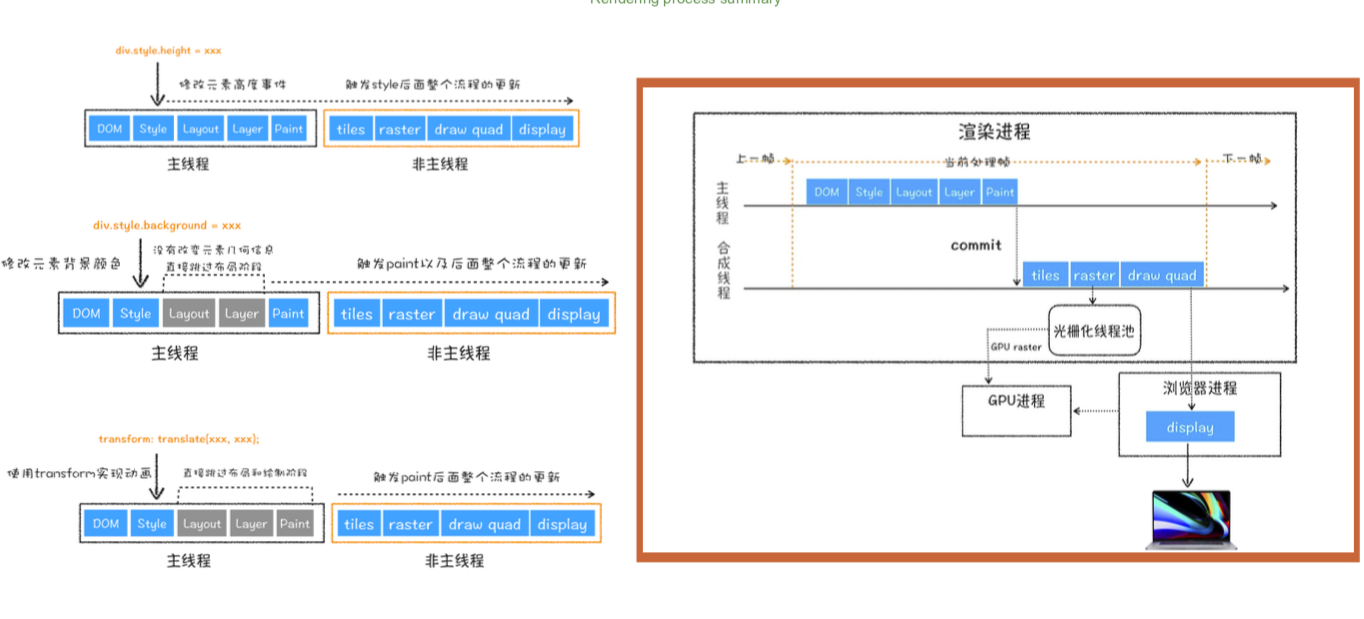 Rendering process summary
div.style.height = xxx
修改元素高度事件
触发style后面整个流程的更新
DOM Style Layout Layer Paint
tiles raster draw quad display
主线程
非主线程
div.style.background = xxx
修改元素背景颜色
没有改变元素几何信息
直接跳过布局阶段
触发paint以及后面整个流程的更新
DOM Style Layout Layer Paint
tiles raster draw quad display
主线程
非主线程
transform: translate(xxx, xxx);
使用transform实现动画
直接跳过布局和绘制阶段
触发paint后面整个流程的更新
DOM Style Layout Layer Paint
tiles raster draw quad display
主线程
非主线程
渲染进程
上一帧
当前处理帧
下一帧
主线程
DOM Style Layout Layer Paint
commit
合成线程
tiles raster draw quad
光栅化线程池
GPU raster
GPU进程
浏览器进程
display